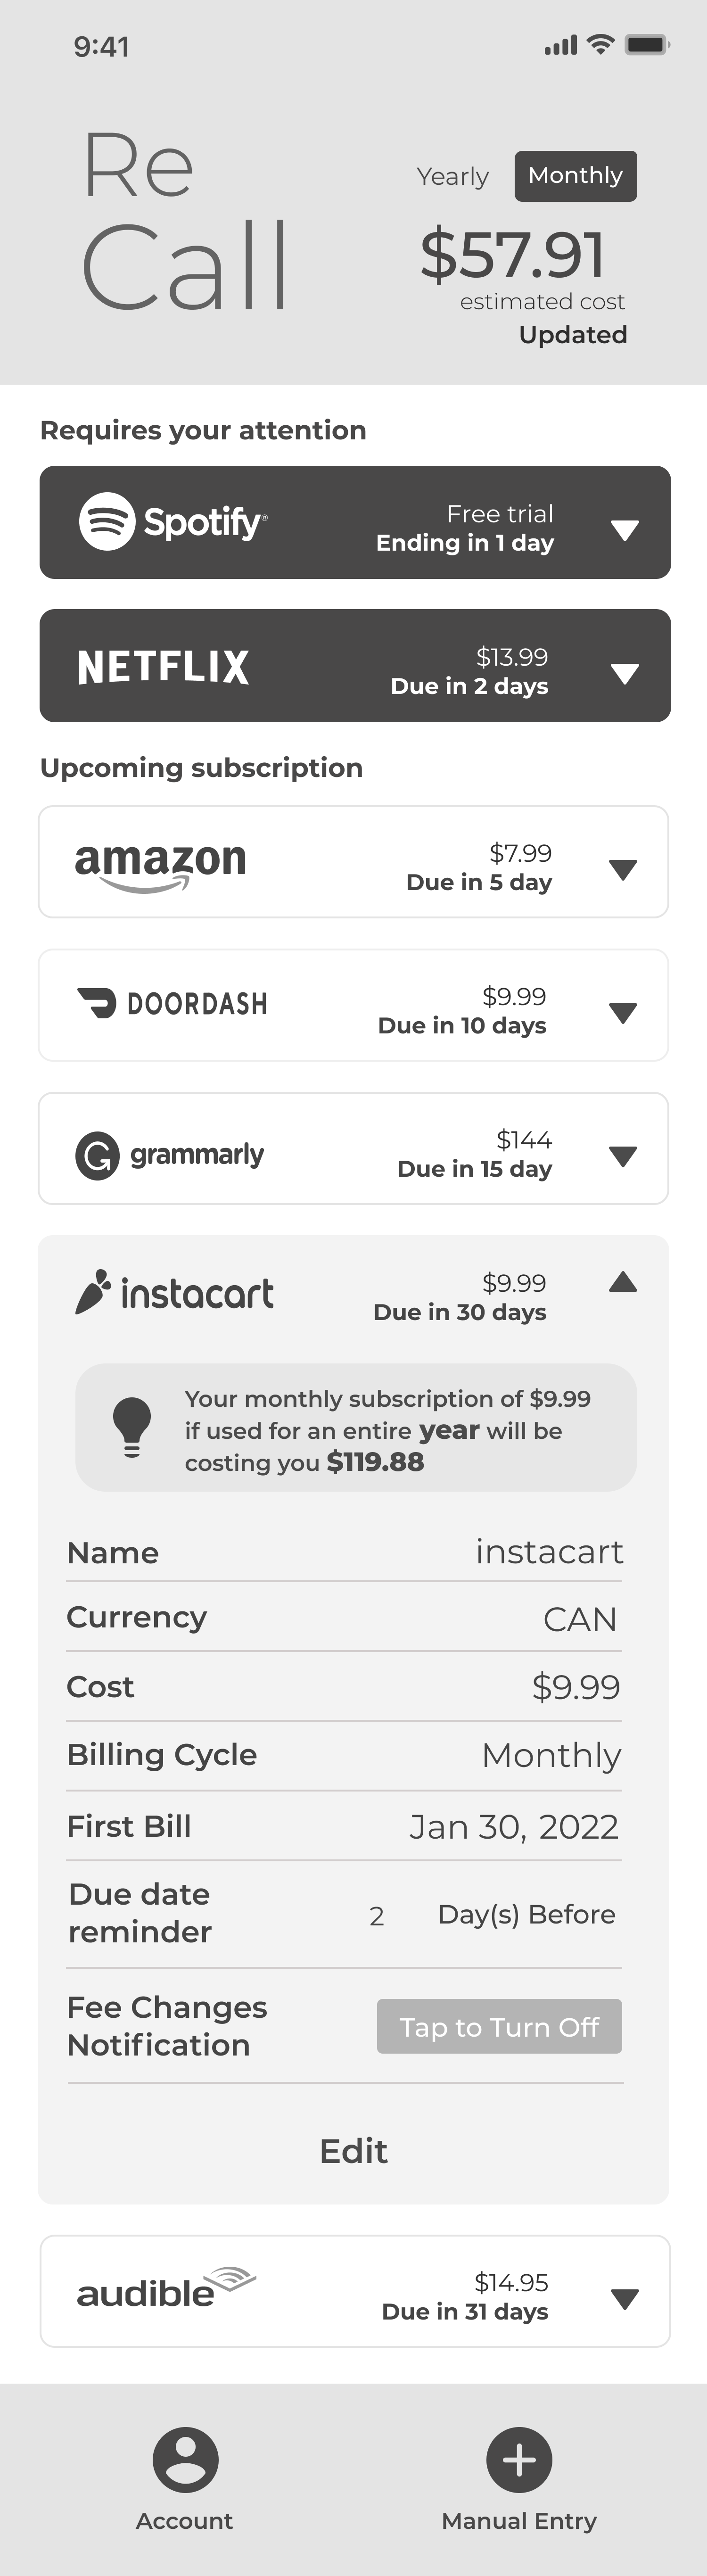 9:41
Re
Call
Yearly Monthly
$57.91
estimated cost
Updated
Requires your attention
Spotify®
Free trial
Ending in 1 day
NETFLIX
$13.99
Due in 2 days
Upcoming subscription
amazon
$7.99
Due in 5 day
DOORDASH
$9.99
Due in 10 days
grammarly
$144
Due in 15 day
instacart
$9.99
Due in 30 days
Your monthly subscription of $9.99
if used for an entire year will be
costing you $119.88
Name instacart
Currency CAN
Cost $9.99
Billing Cycle Monthly
First Bill Jan 30, 2022
Due date
reminder
2 Day(s) Before
Fee Changes
Notification
Tap to Turn Off
Edit
audible
$14.95
Due in 31 days
Account Manual Entry